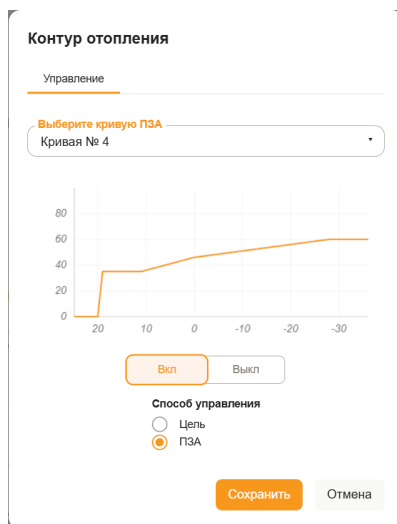 Контур отопления
Управление
Выберите кривую ПЗА
Кривая № 4
80
60
40
20
0
20 10 0 -10 -20 -30
Вкл Выкл
Способ управления
Цель
ПЗА
Сохранить Отмена